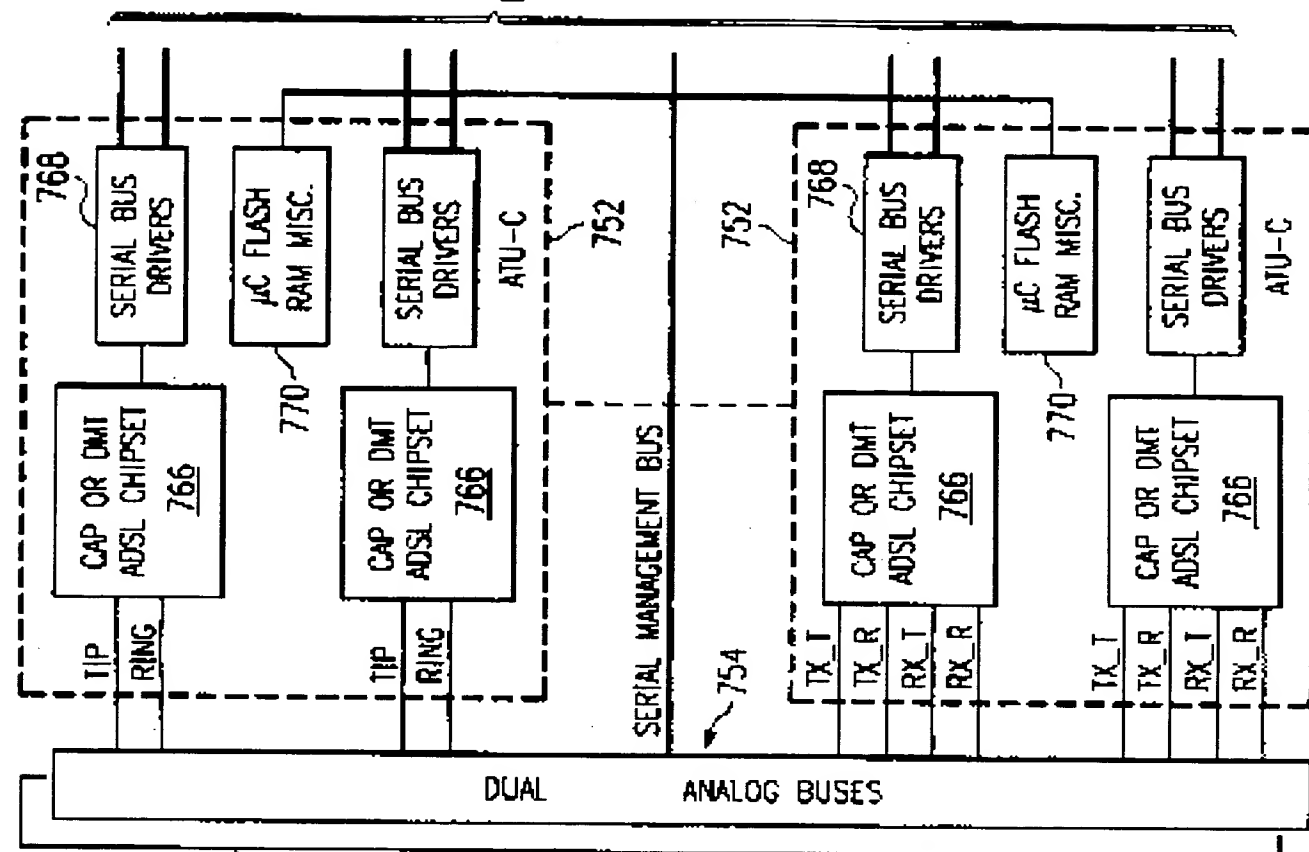 768
SERIAL BUS
DRIVERS
µC FLASH
RAM MISC.
SERIAL BUS
DRIVERS
ATU-C
752
770
CAP OR DMT
ADSL CHIPSET
766
CAP OR DMT
ADSL CHIPSET
766
TIP
RING
TIP
RING
SERIAL MANAGEMENT BUS
754
752
768
SERIAL BUS
DRIVERS
µC FLASH
RAM MISC.
SERIAL BUS
DRIVERS
ATU-C
770
CAP OR DMT
ADSL CHIPSET
766
CAP OR DMT
ADSL CHIPSET
766
TX_T
TX_R
RX_T
RX_R
TX_T
TX_R
RX_T
RX_R
DUAL ANALOG BUSES